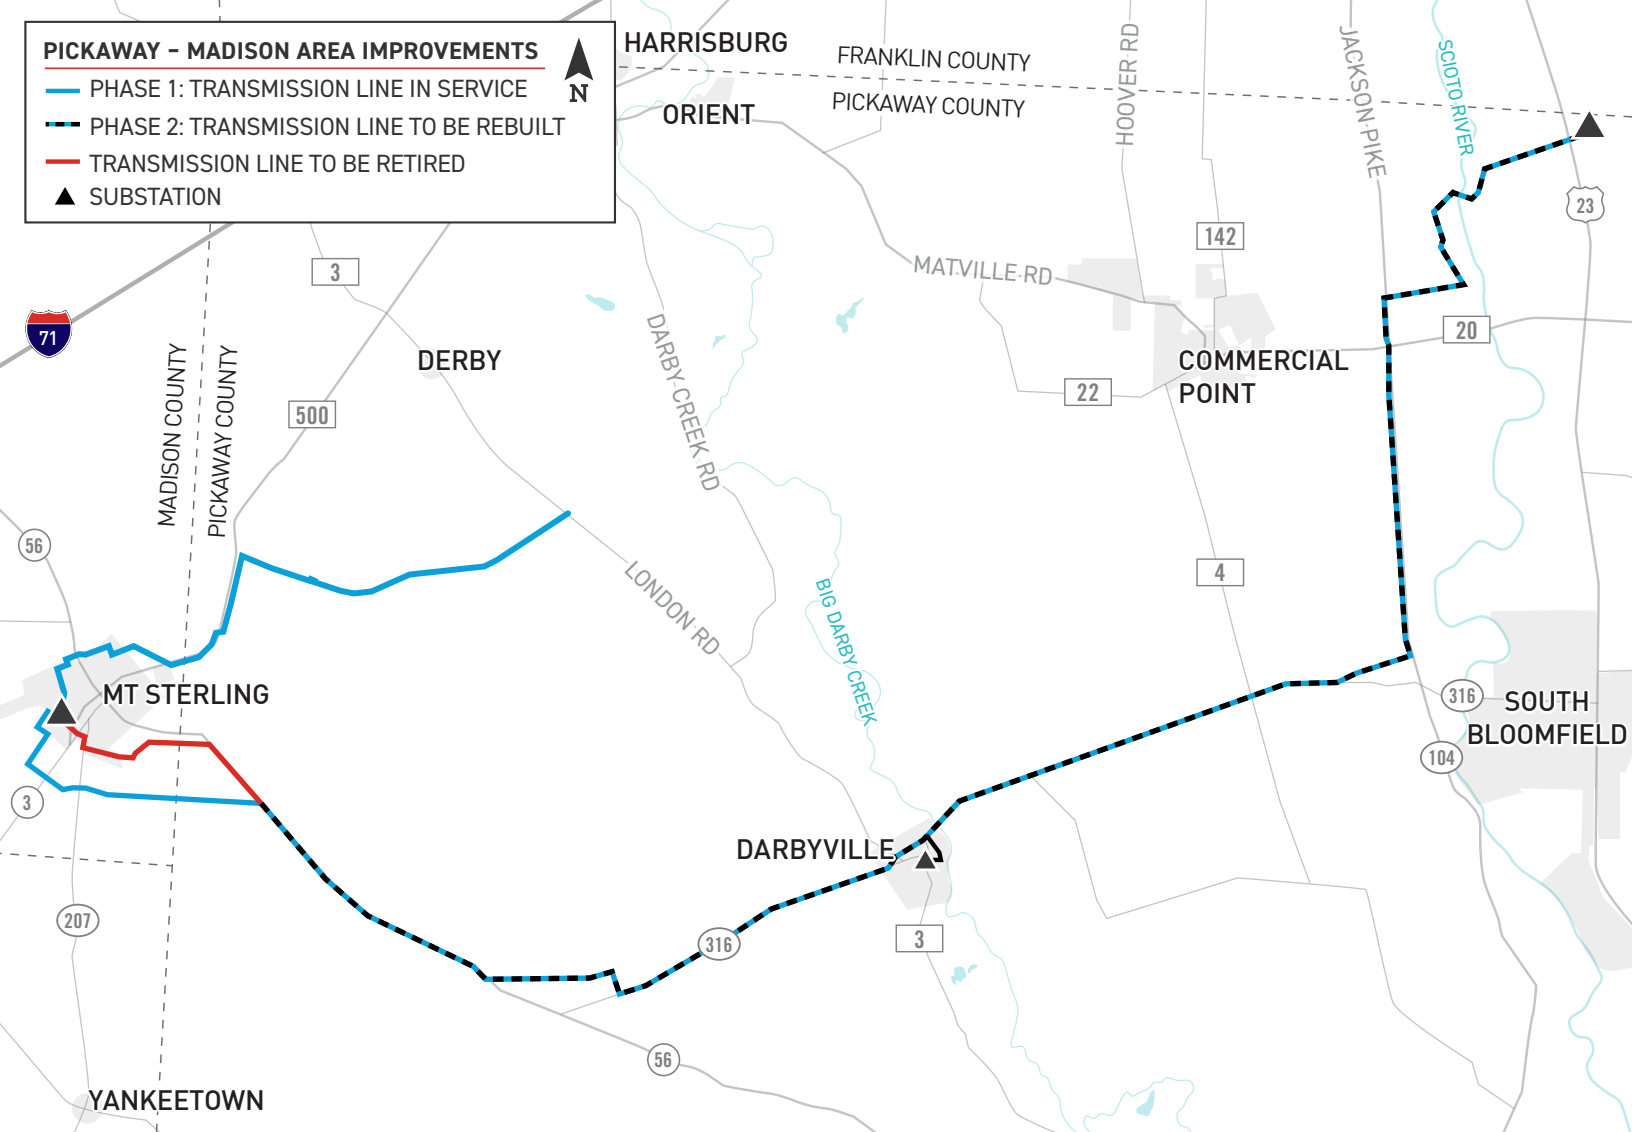 PICKAWAY – MADISON AREA IMPROVEMENTS
PHASE 1: TRANSMISSION LINE IN SERVICE
PHASE 2: TRANSMISSION LINE TO BE REBUILT
TRANSMISSION LINE TO BE RETIRED
SUBSTATION
N
HARRISBURG
ORIENT
FRANKLIN COUNTY
PICKAWAY COUNTY
HOOVER RD
JACKSON PIKE
SCIOTO RIVER
23
142
MATVILLE RD
3
71
20
DERBY
COMMERCIAL
POINT
22
500
DARBY CREEK RD
MADISON COUNTY
PICKAWAY COUNTY
56
4
LONDON RD
BIG DARBY CREEK
MT STERLING
316
SOUTH
BLOOMFIELD
104
3
DARBYVILLE
207
316
3
56
YANKEETOWN